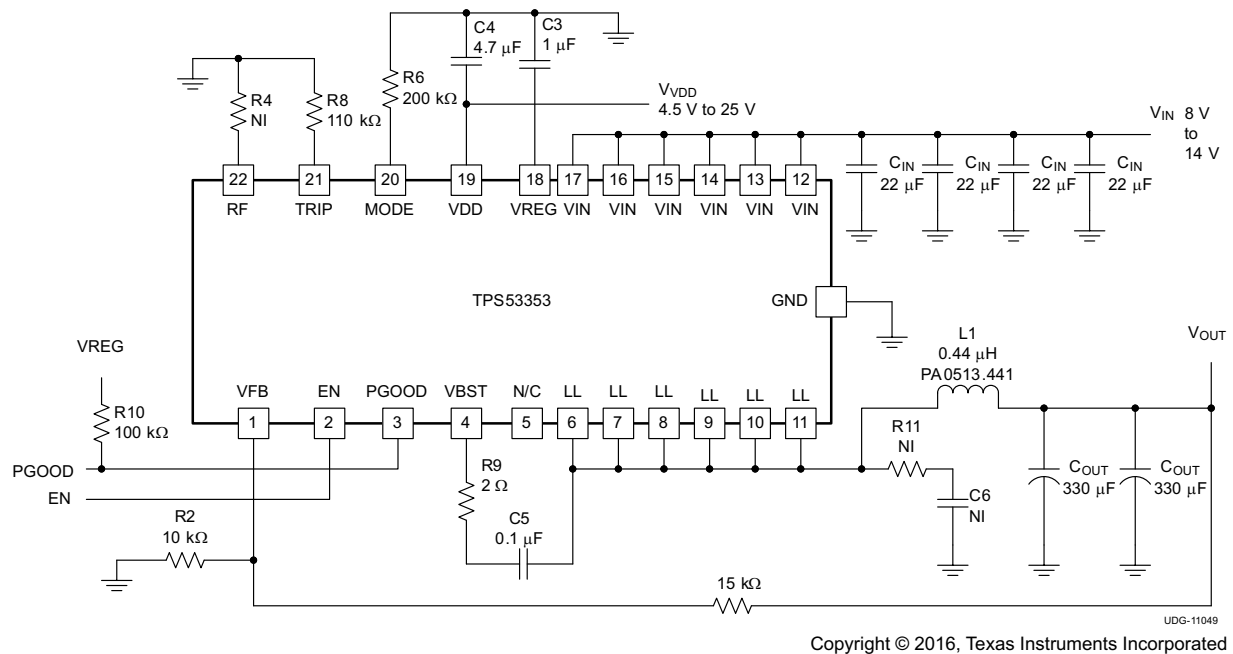 C4
4.7 µF
C3
1 µF
R4
NI
R8
110 kΩ
R6
200 kΩ
VVDD
4.5 V to 25 V
VIN 8 V
to
14 V
CIN
22 µF
CIN
22 µF
CIN
22 µF
CIN
22 µF
22
21
20
19
18
17
16
15
14
13
12
RF
TRIP
MODE
VDD
VREG
VIN
VIN
VIN
VIN
VIN
VIN
TPS53353
GND
VREG
L1
0.44 µH
PA0513.441
VOUT
VFB
EN
PGOOD
VBST
N/C
LL
LL
LL
LL
LL
LL
1
2
3
4
5
6
7
8
9
10
11
R10
100 kΩ
R11
NI
PGOOD
EN
R9
2 Ω
COUT
330 µF
COUT
330 µF
C6
NI
R2
10 kΩ
C5
0.1 µF
15 kΩ
UDG-11049
Copyright © 2016, Texas Instruments Incorporated